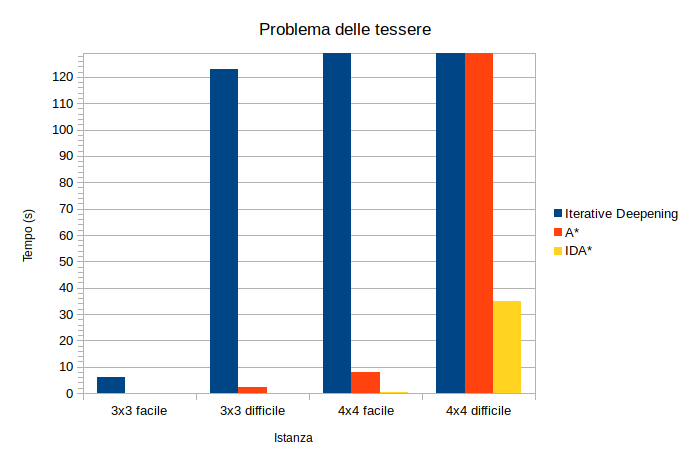 Problema delle tessere
120
110
100
90
80
70
60
50
40
30
20
10
0
Tempo (s)
3x3 facile
3x3 difficile
4x4 facile
4x4 difficile
Istanza
Iterative Deepening
A*
IDA*